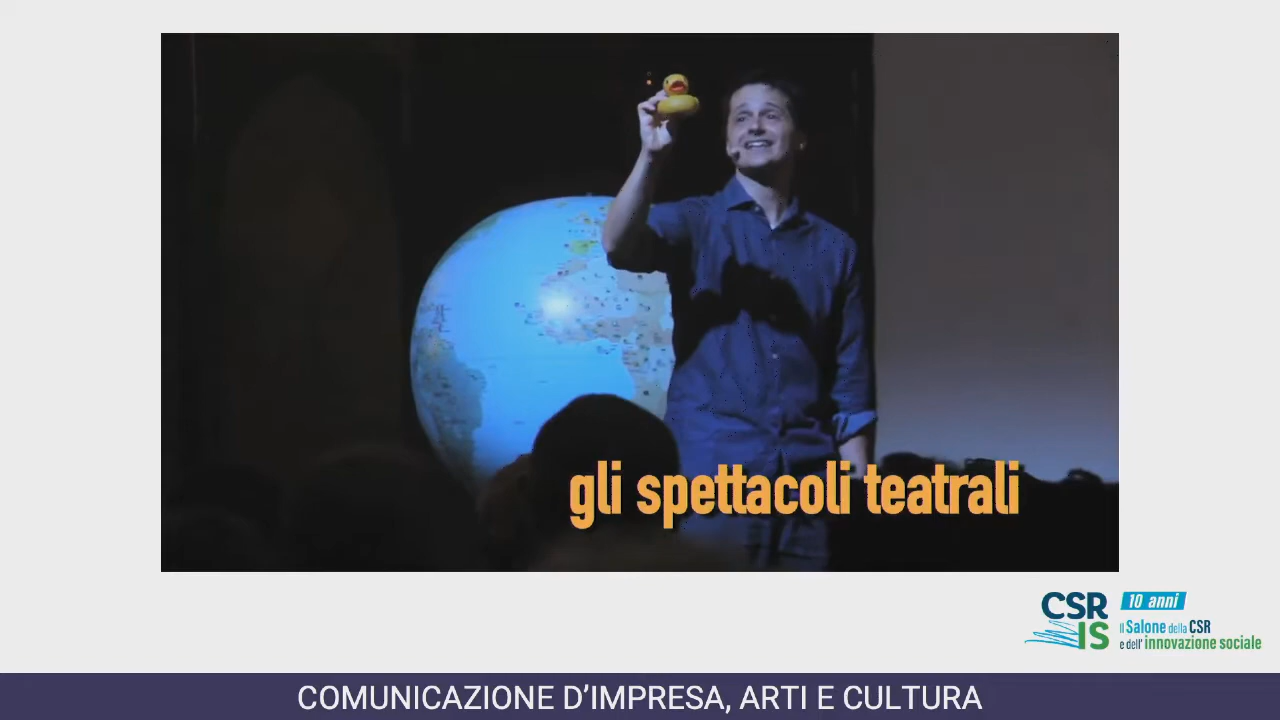 gli spettacoli teatrali
CSR
IS
10 anni
Il Salone della CSR
e dell'innovazione sociale
COMUNICAZIONE D'IMPRESA, ARTI E CULTURA